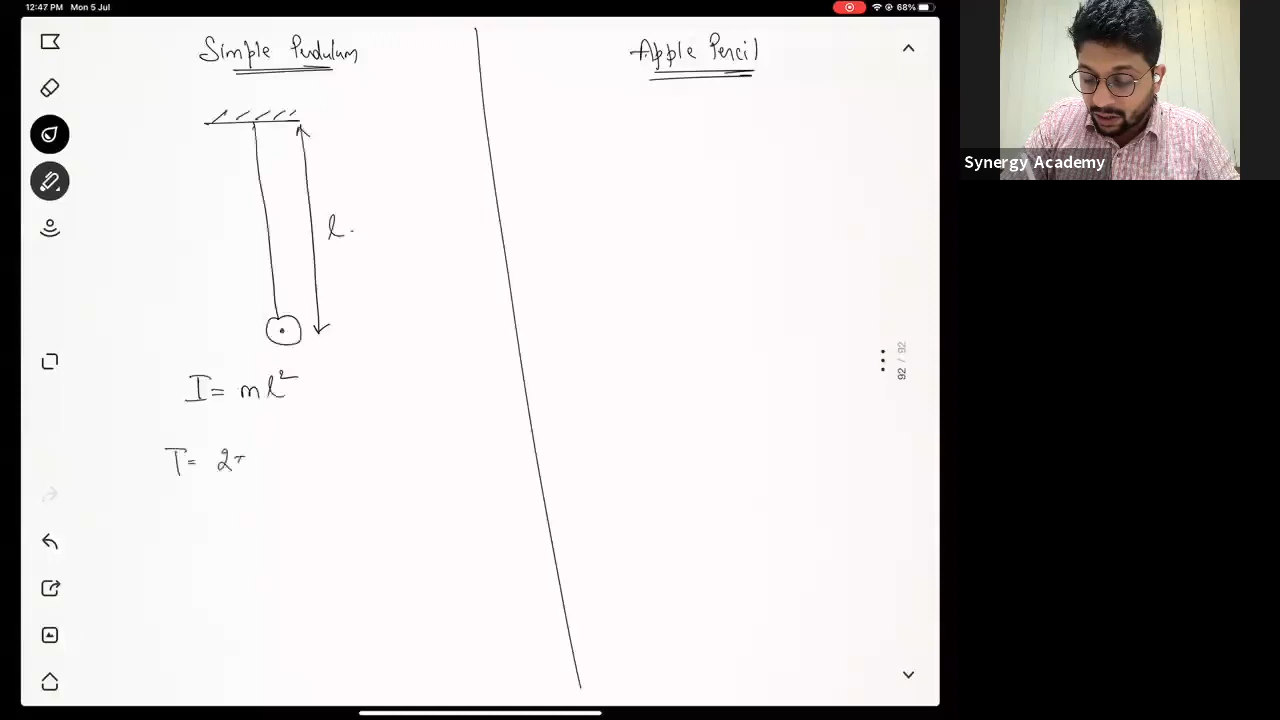 12:47 PM Mon 5 Jul
68%
Simple Pendulum
Apple Pencil
l.
I = ml²
T = 2π
92 / 92
Synergy Academy